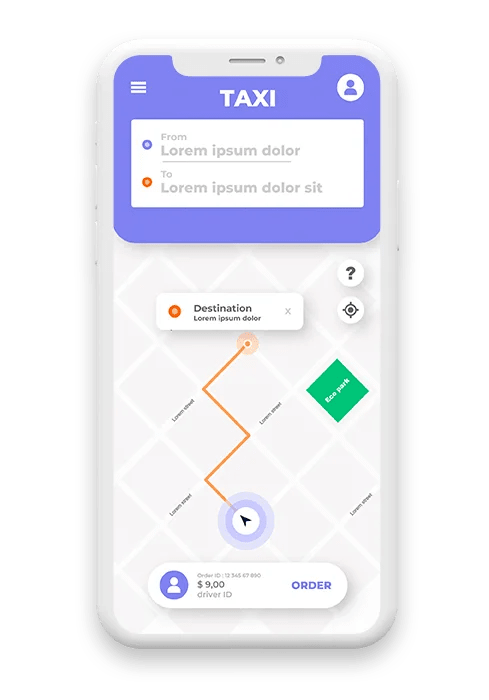 TAXI
From
Lorem ipsum dolor
To
Lorem ipsum dolor sit
?
Destination
Lorem ipsum dolor
X
Eco park
Lorem street
Lorem street
Lorem street
Lorem street
Order ID | 12 345 67 890
$ 9,00
driver ID
ORDER